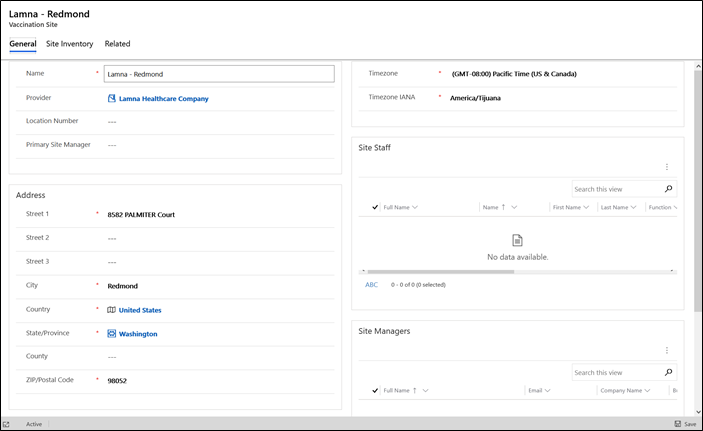 Lamna - Redmond
Vaccination Site
General Site Inventory Related
Name * Lamna - Redmond
Provider * Lamna Healthcare Company
Location Number ---
Primary Site Manager ---
Address
Street 1 * 8582 PALMITER Court
Street 2 ---
Street 3 ---
City * Redmond
Country * United States
State/Province * Washington
County ---
ZIP/Postal Code * 98052
Timezone * (GMT-08:00) Pacific Time (US & Canada)
Timezone IANA * America/Tijuana
Site Staff
Search this view
Full Name Name ↑ First Name Last Name Function
No data available.
ABC 0 - 0 of 0 (0 selected)
Site Managers
Search this view
Full Name ↑ Email Company Name
Active Save